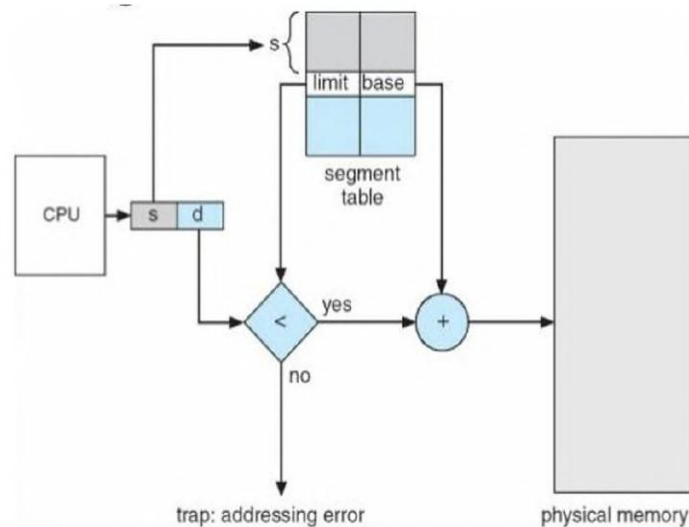 s
limit base
segment
table
CPU
s d
<
yes
+
no
trap: addressing error
physical memory